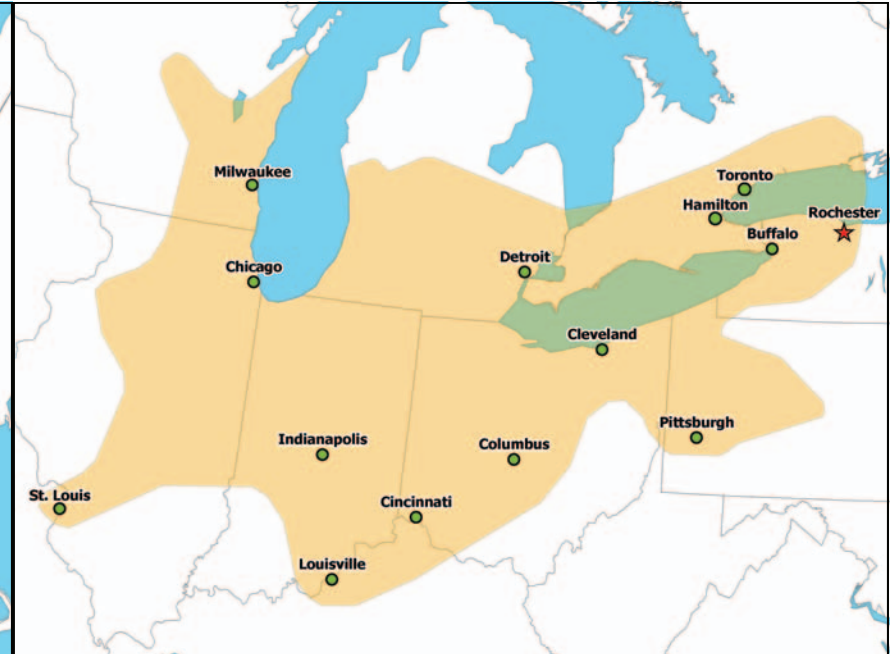 Milwaukee
Toronto
Hamilton
Rochester
Buffalo
Detroit
Chicago
Cleveland
Pittsburgh
Indianapolis
Columbus
St. Louis
Cincinnati
Louisville